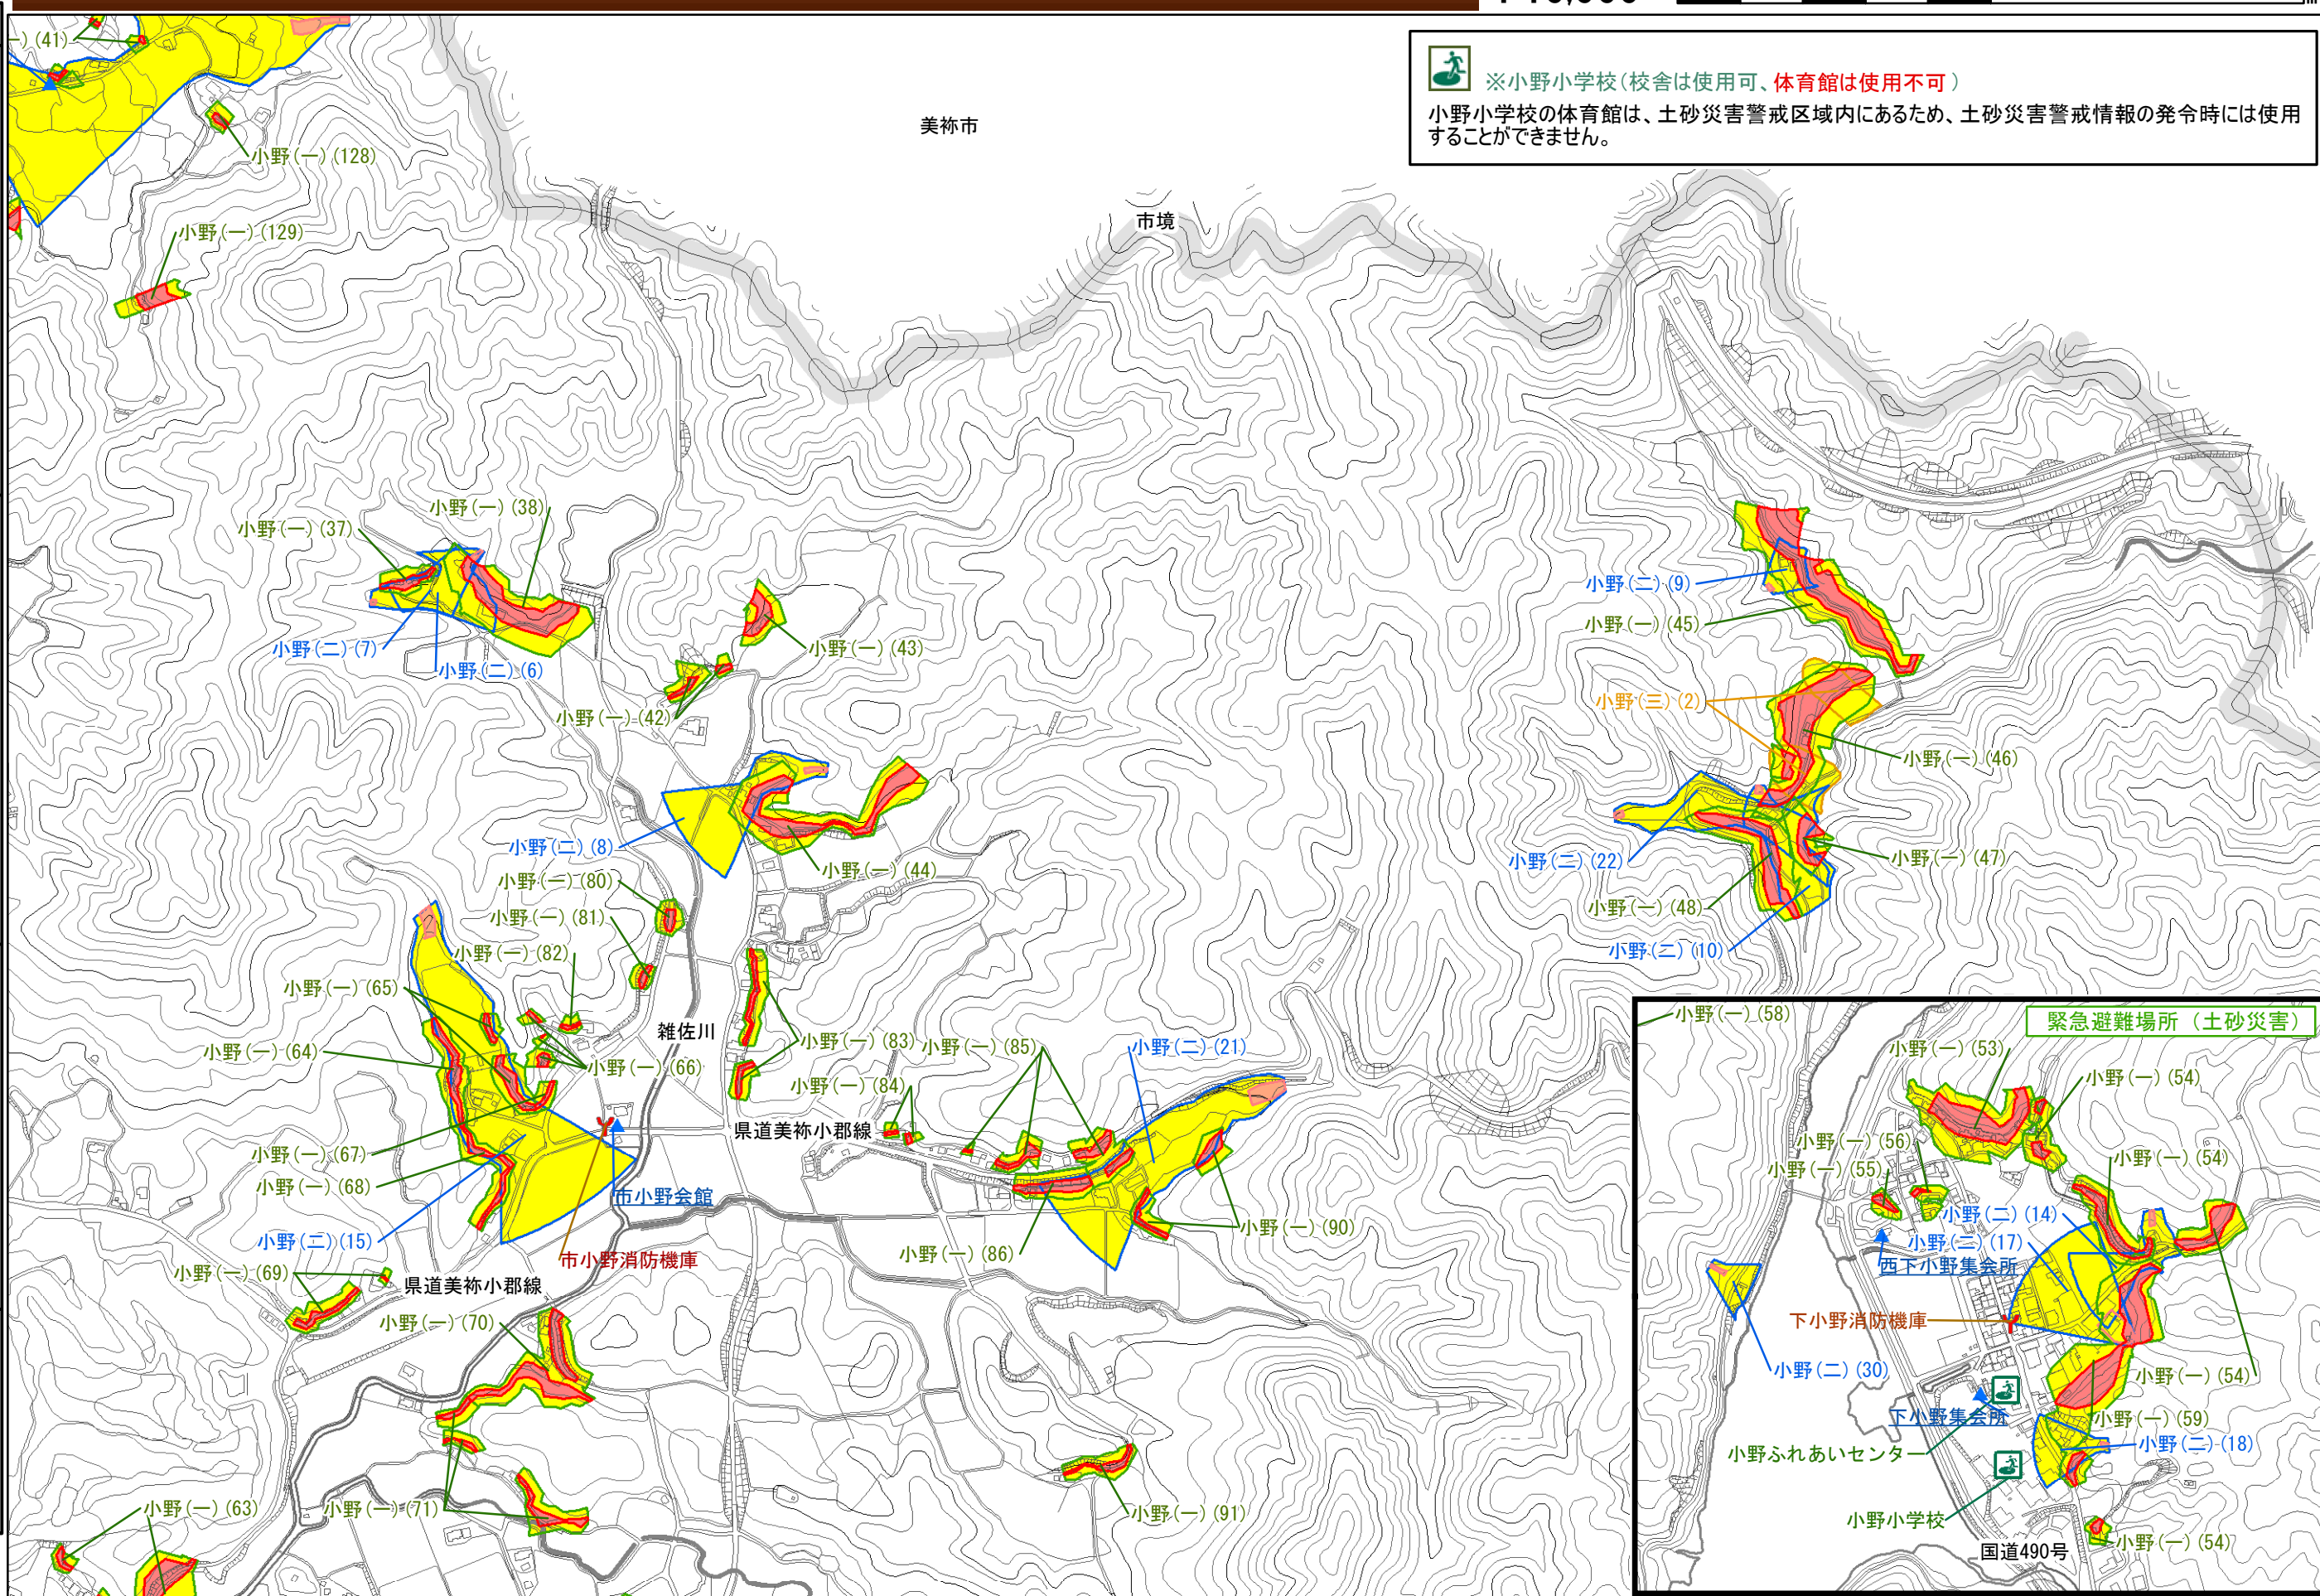 ※小野小学校(校舎は使用可、体育館は使用不可)
小野小学校の体育館は、土砂災害警戒区域内にあるため、土砂災害警戒情報の発令時には使用
することができません。
(41)
美祢市
小野(一)(128)
市境
小野(一)(129)
小野(一)(38)
小野(一)(37)
小野(二)(9)
小野(一)(45)
小野(二)(7)
小野(一)(43)
小野(二)(6)
小野(三)(2)
小野(一)(42)
小野(一)(46)
小野(二)(8)
小野(一)(47)
小野(二)(22)
小野(一)(44)
小野(一)(80)
小野(一)(48)
小野(一)(81)
小野(二)(10)
小野(一)(82)
小野(一)(65)
雑佐川
小野(一)(83)
小野(一)(85)
小野(二)(21)
小野(一)(64)
小野(一)(66)
小野(一)(84)
県道美祢小郡線
小野(一)(67)
小野(一)(68)
市小野会館
小野(一)(90)
小野(二)(15)
小野(一)(86)
市小野消防機庫
小野(一)(69)
県道美祢小郡線
小野(一)(70)
小野(一)(63)
小野(一)(71)
小野(一)(91)
小野(一)(58)
緊急避難場所(土砂災害)
小野(一)(53)
小野(一)(54)
小野(一)(56)
小野(一)(54)
小野(一)(55)
小野(二)(14)
小野(二)(17)
西下小野集会所
下小野消防機庫
小野(二)(30)
小野(一)(54)
下小野集会所
小野(一)(59)
小野(二)(18)
小野ふれあいセンター
小野小学校
小野(一)(54)
国道490号